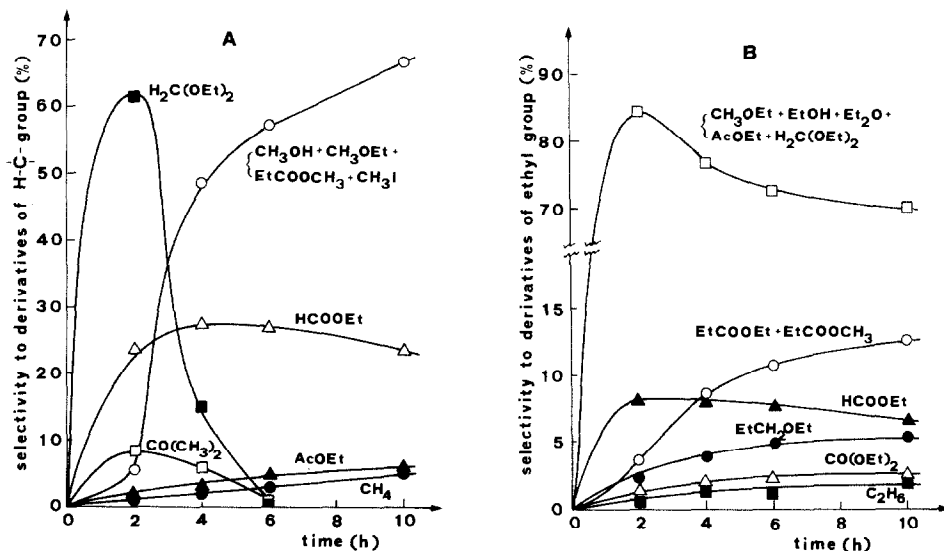 A
selectivity to derivatives of H-C- group (%)
70
60
50
40
30
20
10
0
0
2
4
6
8
10
time (h)
H₂C(OEt)₂
CH₃OH + CH₃OEt +
EtCOOCH₃ + CH₃I
HCOOEt
CO(CH₃)₂
AcOEt
CH₄
B
selectivity to derivatives of ethyl group (%)
90
80
70
15
10
5
0
0
2
4
6
8
10
time (h)
CH₃OEt + EtOH + Et₂O +
AcOEt + H₂C(OEt)₂
EtCOOEt + EtCOOCH₃
HCOOEt
EtCH₂OEt
CO(OEt)₂
C₂H₆